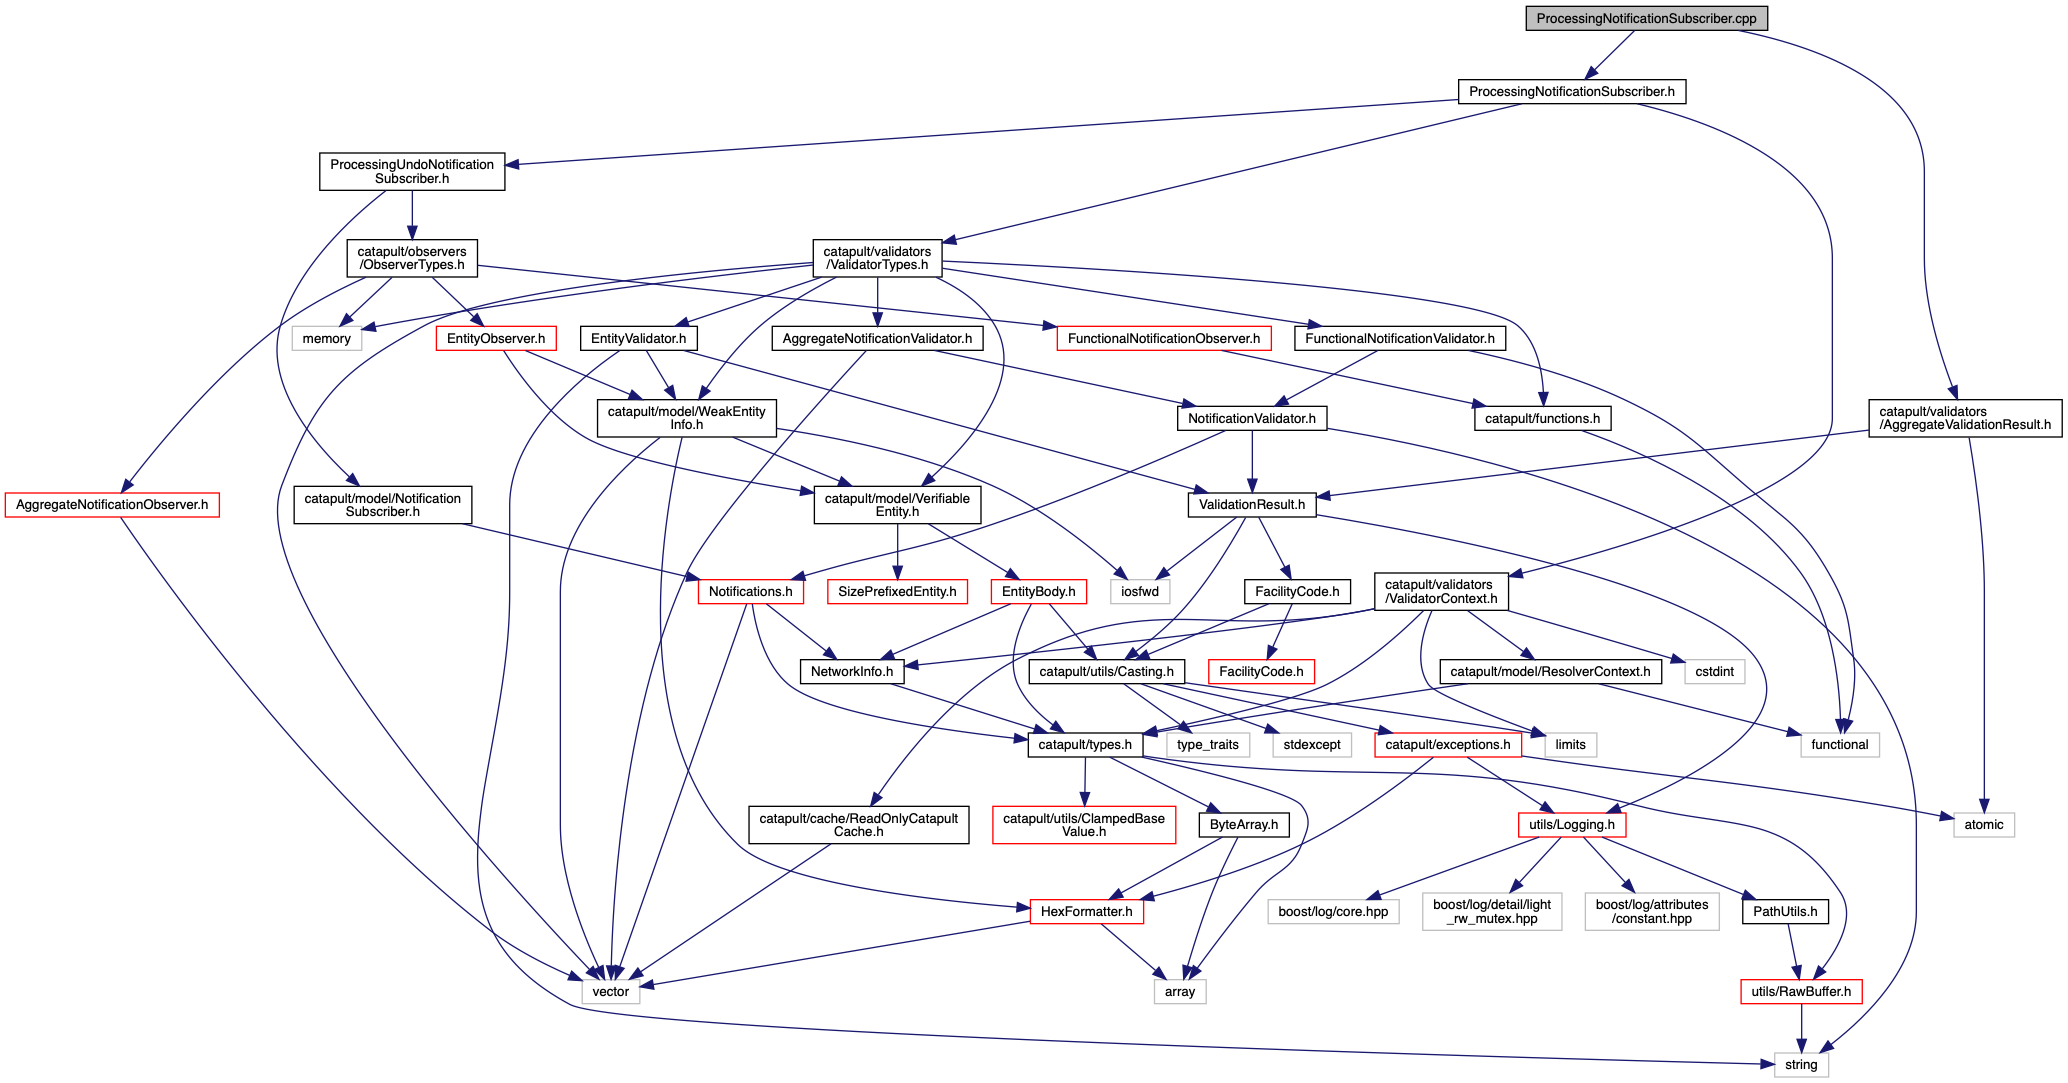 ProcessingNotificationSubscriber.cpp
ProcessingNotificationSubscriber.h
ProcessingUndoNotification
Subscriber.h
catapult/observers
/ObserverTypes.h
catapult/validators
/ValidatorTypes.h
memory
EntityObserver.h
EntityValidator.h
AggregateNotificationValidator.h
FunctionalNotificationObserver.h
FunctionalNotificationValidator.h
catapult/model/WeakEntity
Info.h
NotificationValidator.h
catapult/functions.h
catapult/validators
/AggregateValidationResult.h
AggregateNotificationObserver.h
catapult/model/Notification
Subscriber.h
catapult/model/Verifiable
Entity.h
ValidationResult.h
Notifications.h
SizePrefixedEntity.h
EntityBody.h
iosfwd
FacilityCode.h
catapult/validators
/ValidatorContext.h
NetworkInfo.h
catapult/utils/Casting.h
FacilityCode.h
catapult/model/ResolverContext.h
cstdint
catapult/types.h
type_traits
stdexcept
catapult/exceptions.h
limits
functional
catapult/cache/ReadOnlyCatapult
Cache.h
catapult/utils/ClampedBase
Value.h
ByteArray.h
utils/Logging.h
atomic
HexFormatter.h
boost/log/core.hpp
boost/log/detail/light
_rw_mutex.hpp
boost/log/attributes
/constant.hpp
PathUtils.h
vector
array
utils/RawBuffer.h
string